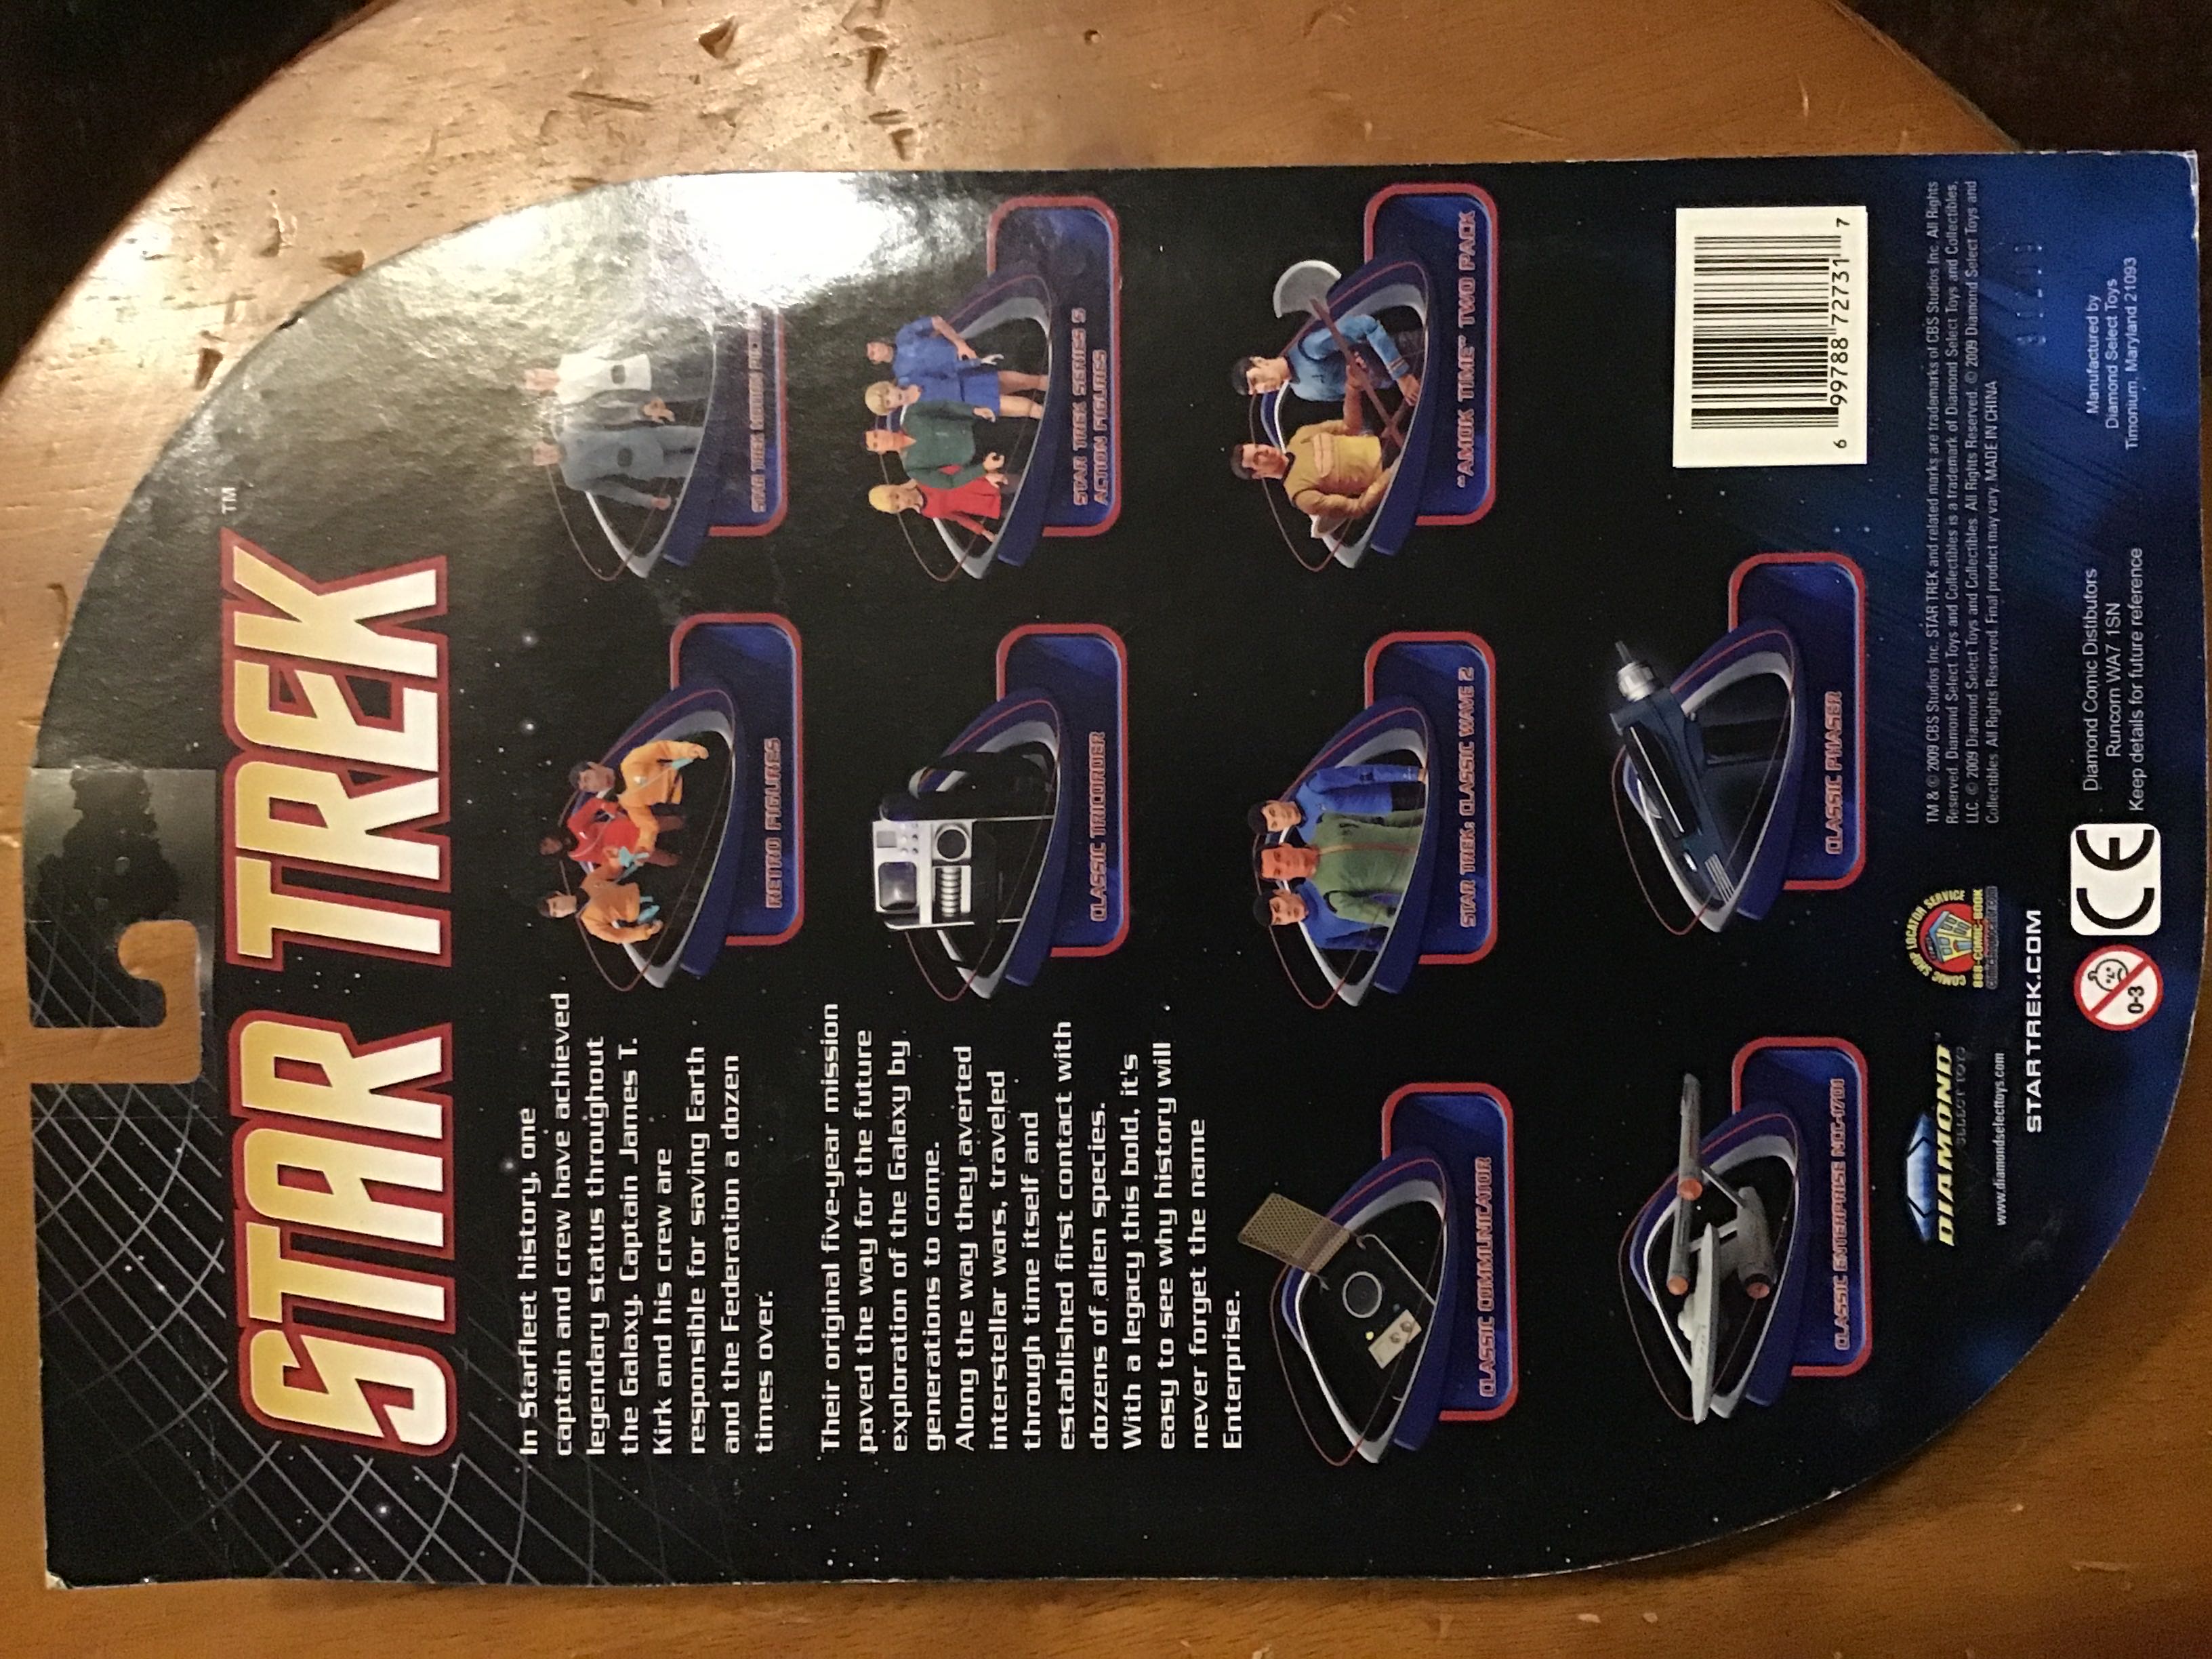 STAR TREK™
In Starfleet history, one
captain and crew have achieved
legendary status throughout
the Galaxy. Captain James T.
Kirk and his crew are
responsible for saving Earth
and the Federation a dozen
times over.
Their original five-year mission
paved the way for the future
exploration of the Galaxy by
generations to come.
Along the way they averted
interstellar wars, traveled
through time itself and
established first contact with
dozens of alien species.
With a legacy this bold, it's
easy to see why history will
never forget the name
Enterprise.
RETRO FIGURES
STAR TREK
CLASSIC TRICORDER
STAR TREK SERIES 5
ACTION FIGURES
CLASSIC COMMUNICATOR
STAR TREK: CLASSIC WAVE 2
"AMOK TIME" TWO PACK
CLASSIC ENTERPRISE NCC-1701
CLASSIC PHASER
6 99788 72731 7
DIAMOND
SELECT TOYS
www.diamondselecttoys.com
COMIC SHOP LOCATOR SERVICE
888-COMIC-BOOK
STARTREK.COM
TM & © 2009 CBS Studios Inc. STAR TREK and related marks are trademarks of CBS Studios Inc. All Rights
Reserved. Diamond Select Toys and Collectibles is a trademark of Diamond Select Toys and Collectibles,
LLC. © 2009 Diamond Select Toys and Collectibles. All Rights Reserved. © 2009 Diamond Select Toys and
Collectibles. All Rights Reserved. Final product may vary. MADE IN CHINA
0-3
CE
Diamond Comic Distributors
Runcorn WA7 1SN
Keep details for future reference
Manufactured by
Diamond Select Toys
Timonium, Maryland 21093